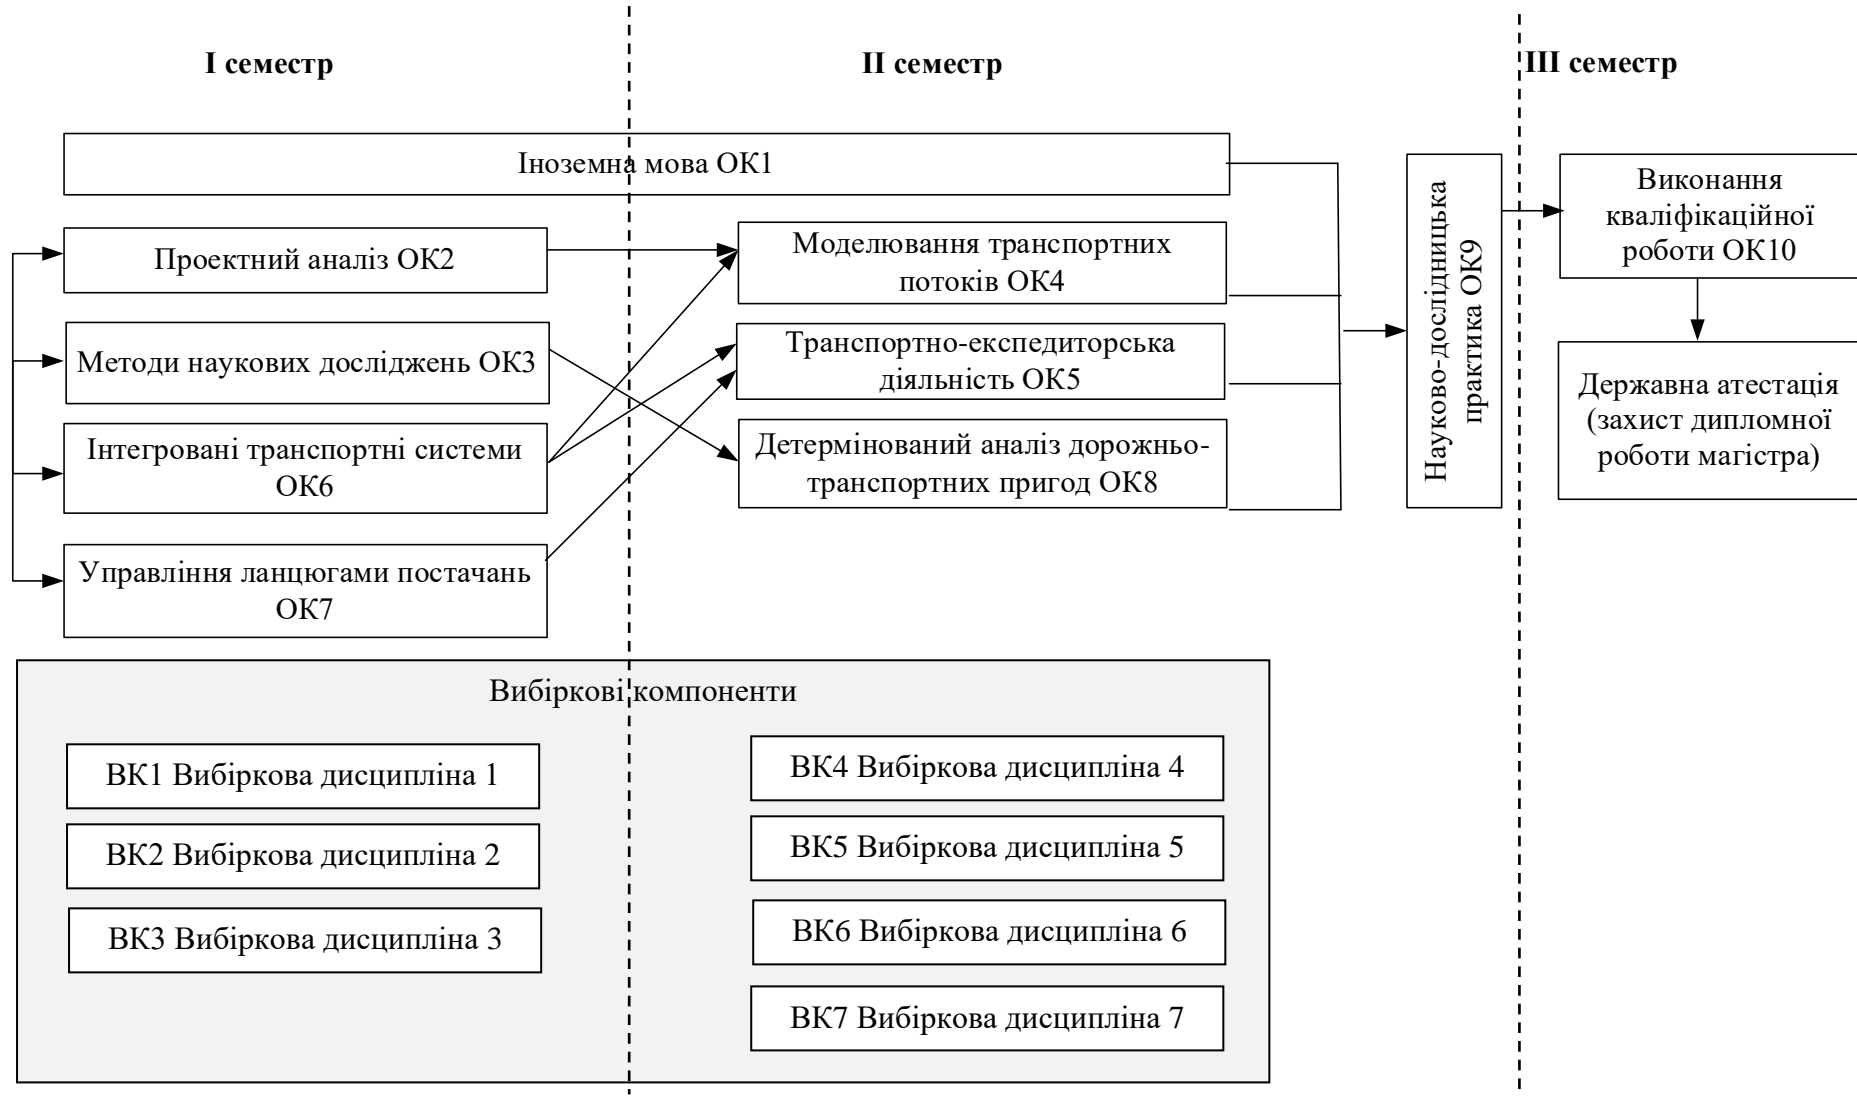 I семестр
II семестр
III семестр
Іноземна мова ОК1
Проектний аналіз ОК2
Методи наукових досліджень ОК3
Інтегровані транспортні системи
ОК6
Управління ланцюгами постачань
ОК7
Моделювання транспортних
потоків ОК4
Транспортно-експедиторська
діяльність ОК5
Детермінований аналіз дорожньо-
транспортних пригод ОК8
Науково-дослідницька
практика ОК9
Виконання
кваліфікаційної
роботи ОК10
Державна атестація
(захист дипломної
роботи магістра)
Вибіркові компоненти
ВК1 Вибіркова дисципліна 1
ВК2 Вибіркова дисципліна 2
ВК3 Вибіркова дисципліна 3
ВК4 Вибіркова дисципліна 4
ВК5 Вибіркова дисципліна 5
ВК6 Вибіркова дисципліна 6
ВК7 Вибіркова дисципліна 7